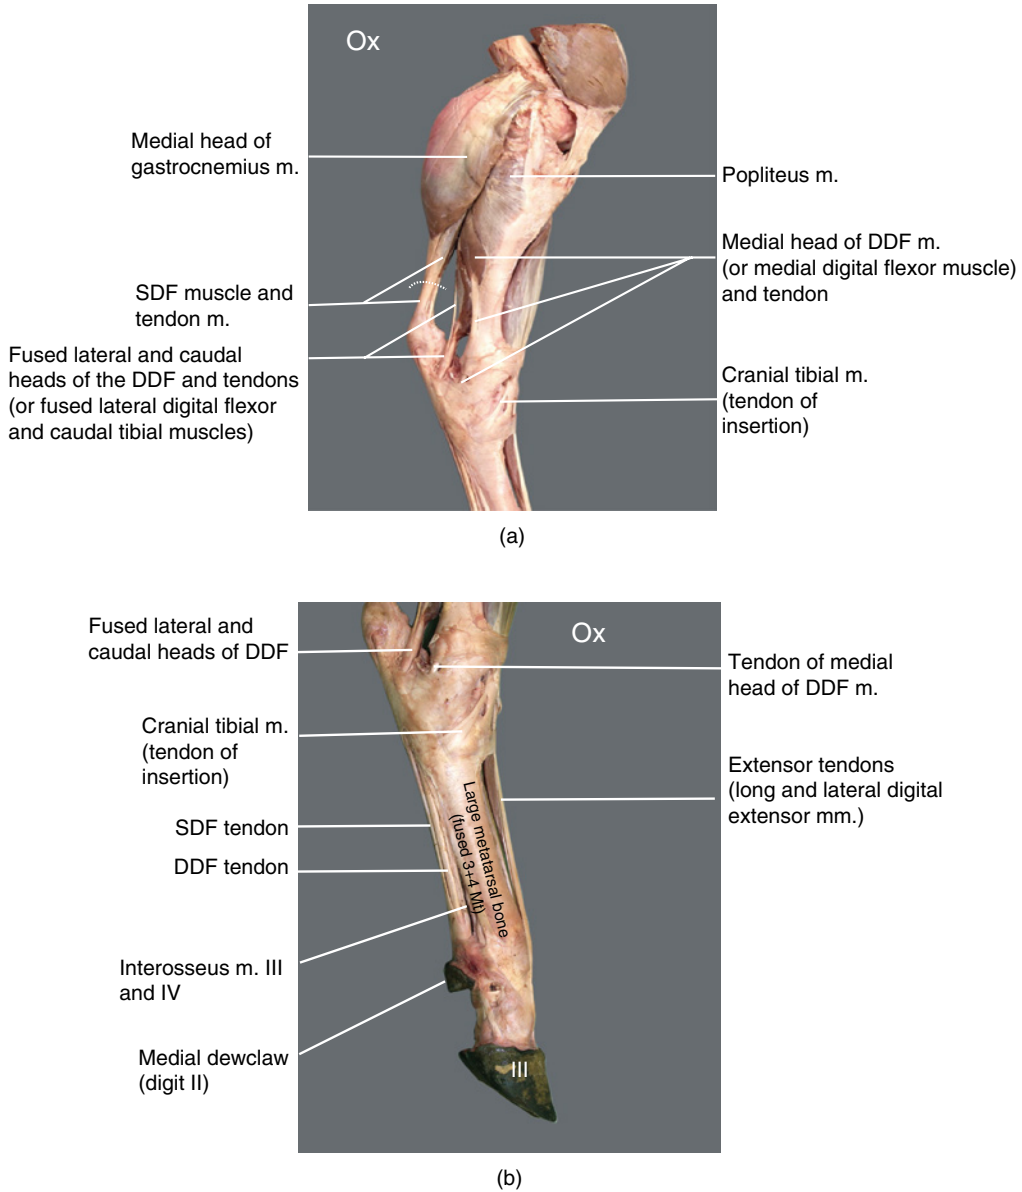 Ox
Medial head of
gastrocnemius m.
Popliteus m.
Medial head of DDF m.
(or medial digital flexor muscle)
and tendon
SDF muscle and
tendon m.
Fused lateral and caudal
heads of the DDF and tendons
(or fused lateral digital flexor
and caudal tibial muscles)
Cranial tibial m.
(tendon of
insertion)
(a)
Fused lateral and
caudal heads of DDF
Ox
Tendon of medial
head of DDF m.
Cranial tibial m.
(tendon of
insertion)
Extensor tendons
(long and lateral digital
extensor mm.)
SDF tendon
DDF tendon
Large metatarsal bone
(fused 3+4 Mt)
Interosseus m. III
and IV
Medial dewclaw
(digit II)
III
(b)